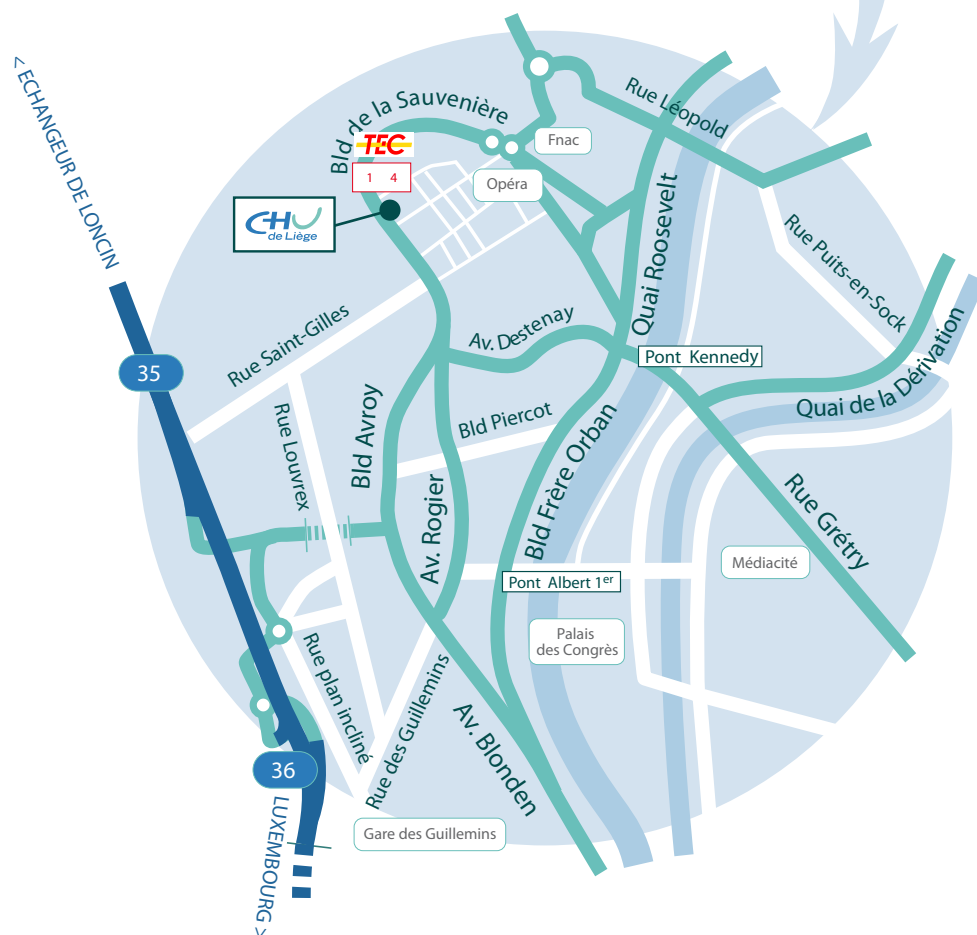 < ECHANGEUR DE LONCIN
Bld de la Sauvenière
Rue Léopold
TEC
1 4
Fnac
Opéra
CHU
de Liège
Quai Roosevelt
Rue Puits-en-Sock
Rue Saint-Gilles
Av. Destenay
Pont Kennedy
35
Quai de la Dérivation
Bld Avroy
Bld Piercot
Rue Louvrex
Bld Frère Orban
Av. Rogier
Rue Grétry
Médiacité
Pont Albert 1er
Palais
des Congrès
Rue plan incliné
Rue des Guillemins
Av. Blonden
36
Gare des Guillemins
LUXEMBOURG >